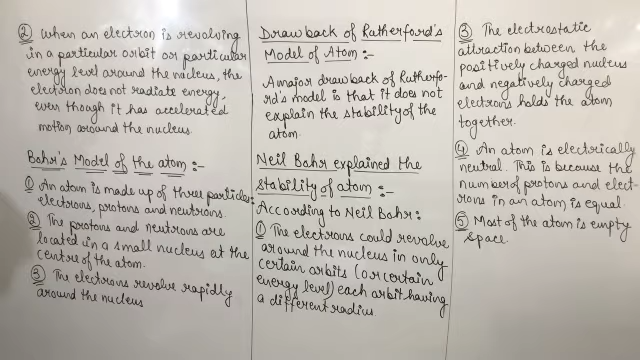 ② When an electron is revolving
in a particular orbit or particular
energy level around the nucleus, the
electron does not radiate energy,
even though it has accelerated
motion around the nucleus.
Bohr's Model of the atom :-
① An atom is made up of three particles:
electrons, protons and neutrons.
② The protons and neutrons are
located in a small nucleus at the
centre of the atom.
③ The electrons revolve rapidly
around the nucleus
Drawback of Rutherford's
Model of Atom :-
A major drawback of Rutherfo-
rd's model is that it does not
explain the stability of the
atom.
Neil Bohr explained the
stability of atom :-
According to Neil Bohr:
① The electrons could revolve
around the nucleus in only
certain orbits (or certain
energy level) each orbit having
a different radius
③ The electrostatic
attraction between the
positively charged nucleus
and negatively charged
electrons holds the atom
together.
④ An atom is electrically
neutral. This is because the
number of protons and elect-
rons in an atom is equal.
⑤ Most of the atom is empty
space.